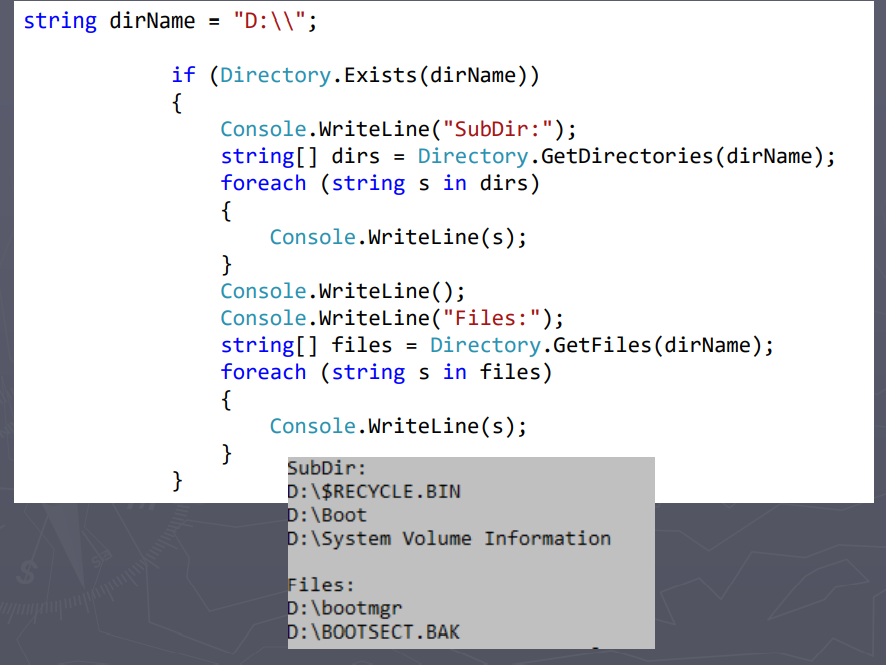 string dirName = "D:\\";
if (Directory.Exists(dirName))
{
Console.WriteLine("SubDir:");
string[] dirs = Directory.GetDirectories(dirName);
foreach (string s in dirs)
{
Console.WriteLine(s);
}
Console.WriteLine();
Console.WriteLine("Files:");
string[] files = Directory.GetFiles(dirName);
foreach (string s in files)
{
Console.WriteLine(s);
}
}
SubDir:
D:\$RECYCLE.BIN
D:\Boot
D:\System Volume Information
Files:
D:\bootmgr
D:\BOOTSECT.BAK
S